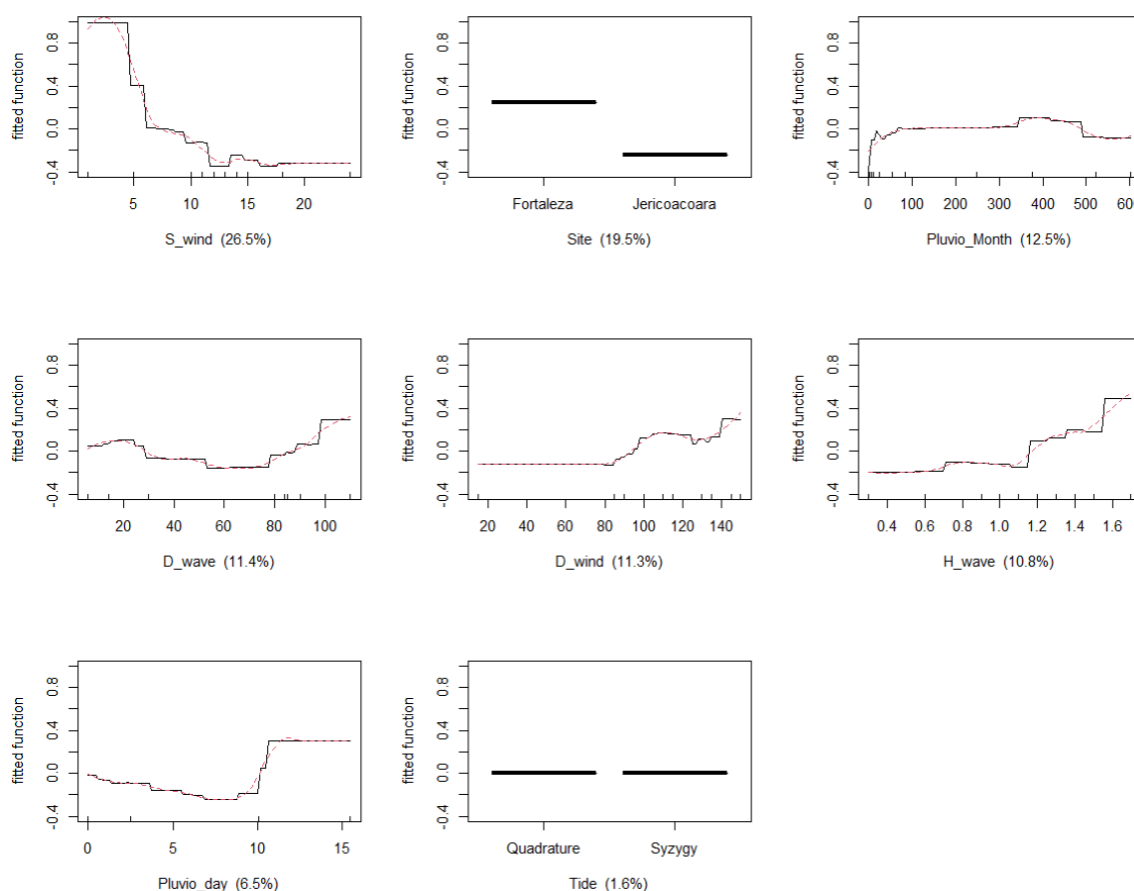 fitted function
-0.4 0.0 0.4 0.8
5 10 15 20
S_wind (26.5%)
fitted function
-0.4 0.0 0.4 0.8
Fortaleza Jericoacoara
Site (19.5%)
fitted function
-0.4 0.0 0.4 0.8
0 100 200 300 400 500 600
Pluvio_Month (12.5%)
fitted function
-0.4 0.0 0.4 0.8
20 40 60 80 100
D_wave (11.4%)
fitted function
-0.4 0.0 0.4 0.8
20 40 60 80 100 120 140
D_wind (11.3%)
fitted function
-0.4 0.0 0.4 0.8
0.4 0.6 0.8 1.0 1.2 1.4 1.6
H_wave (10.8%)
fitted function
-0.4 0.0 0.4 0.8
0 5 10 15
Pluvio_day (6.5%)
fitted function
-0.4 0.0 0.4 0.8
Quadrature Syzygy
Tide (1.6%)